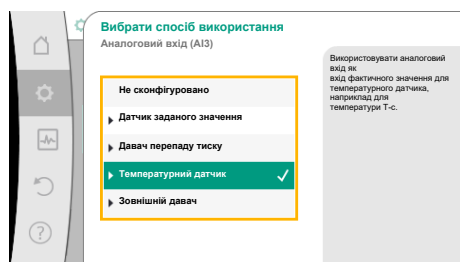 Вибрати спосіб використання
Аналоговий вхід (AI3)
Не сконфігуровано
Датчик заданого значення
Давач перепаду тиску
Температурний датчик
Зовнішній давач
Використовувати аналоговий
вхід як
вхід фактичного значення для
температурного датчика,
наприклад для
температури Т-с.